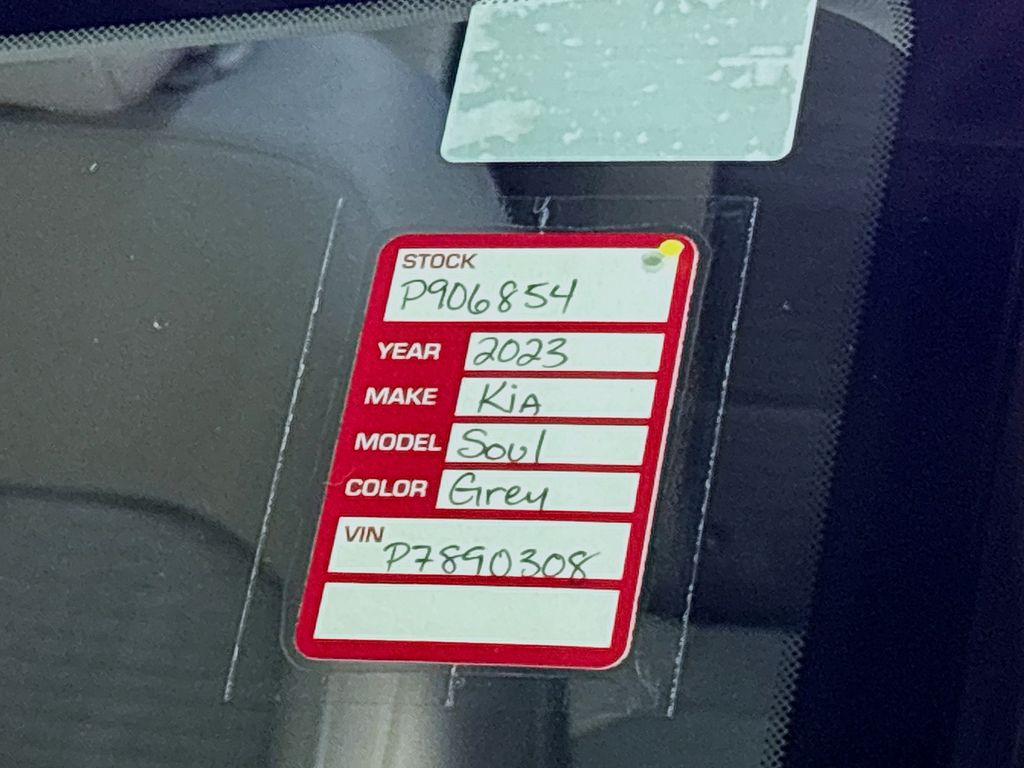 STOCK
P906854
YEAR 2023
MAKE Kia
MODEL Soul
COLOR Grey
VIN P7890308